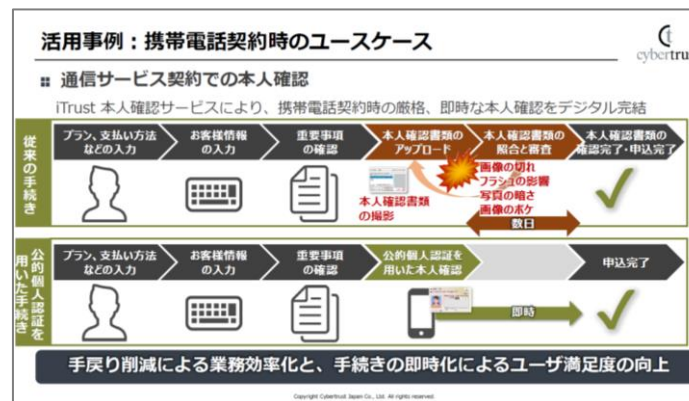 活用事例：携帯電話契約時のユースケース
cybertrust
通信サービス契約での本人確認
iTrust 本人確認サービスにより、携帯電話契約時の厳格、即時な本人確認をデジタル完結
従来の手続き
プラン、支払い方法
などの入力
お客様情報
の入力
重要事項
の確認
本人確認書類の
アップロード
本人確認書類の
照合と審査
本人確認書類の
確認完了・申込完了
本人確認書類
の撮影
画像の切れ
フラッシュの影響
写真の暗さ
画像のボケ
数日
公的個人認証を
用いた手続き
プラン、支払い方法
などの入力
お客様情報
の入力
重要事項
の確認
公的個人認証を
用いた本人確認
申込完了
即時
手戻り削減による業務効率化と、手続きの即時化によるユーザ満足度の向上
Copyright Cybertrust Japan Co., Ltd. All rights reserved.